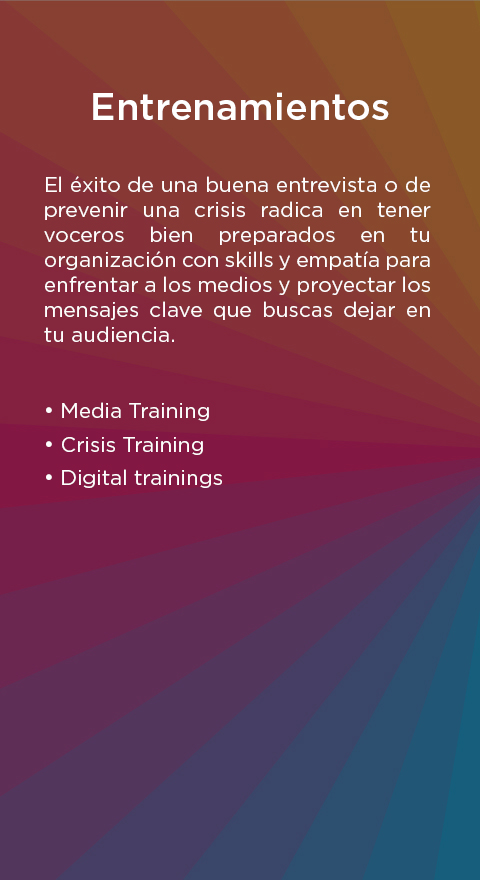 Entrenamientos
El éxito de una buena entrevista o de
prevenir una crisis radica en tener
voceros bien preparados en tu
organización con skills y empatía para
enfrentar a los medios y proyectar los
mensajes clave que buscas dejar en
tu audiencia.
• Media Training
• Crisis Training
• Digital trainings